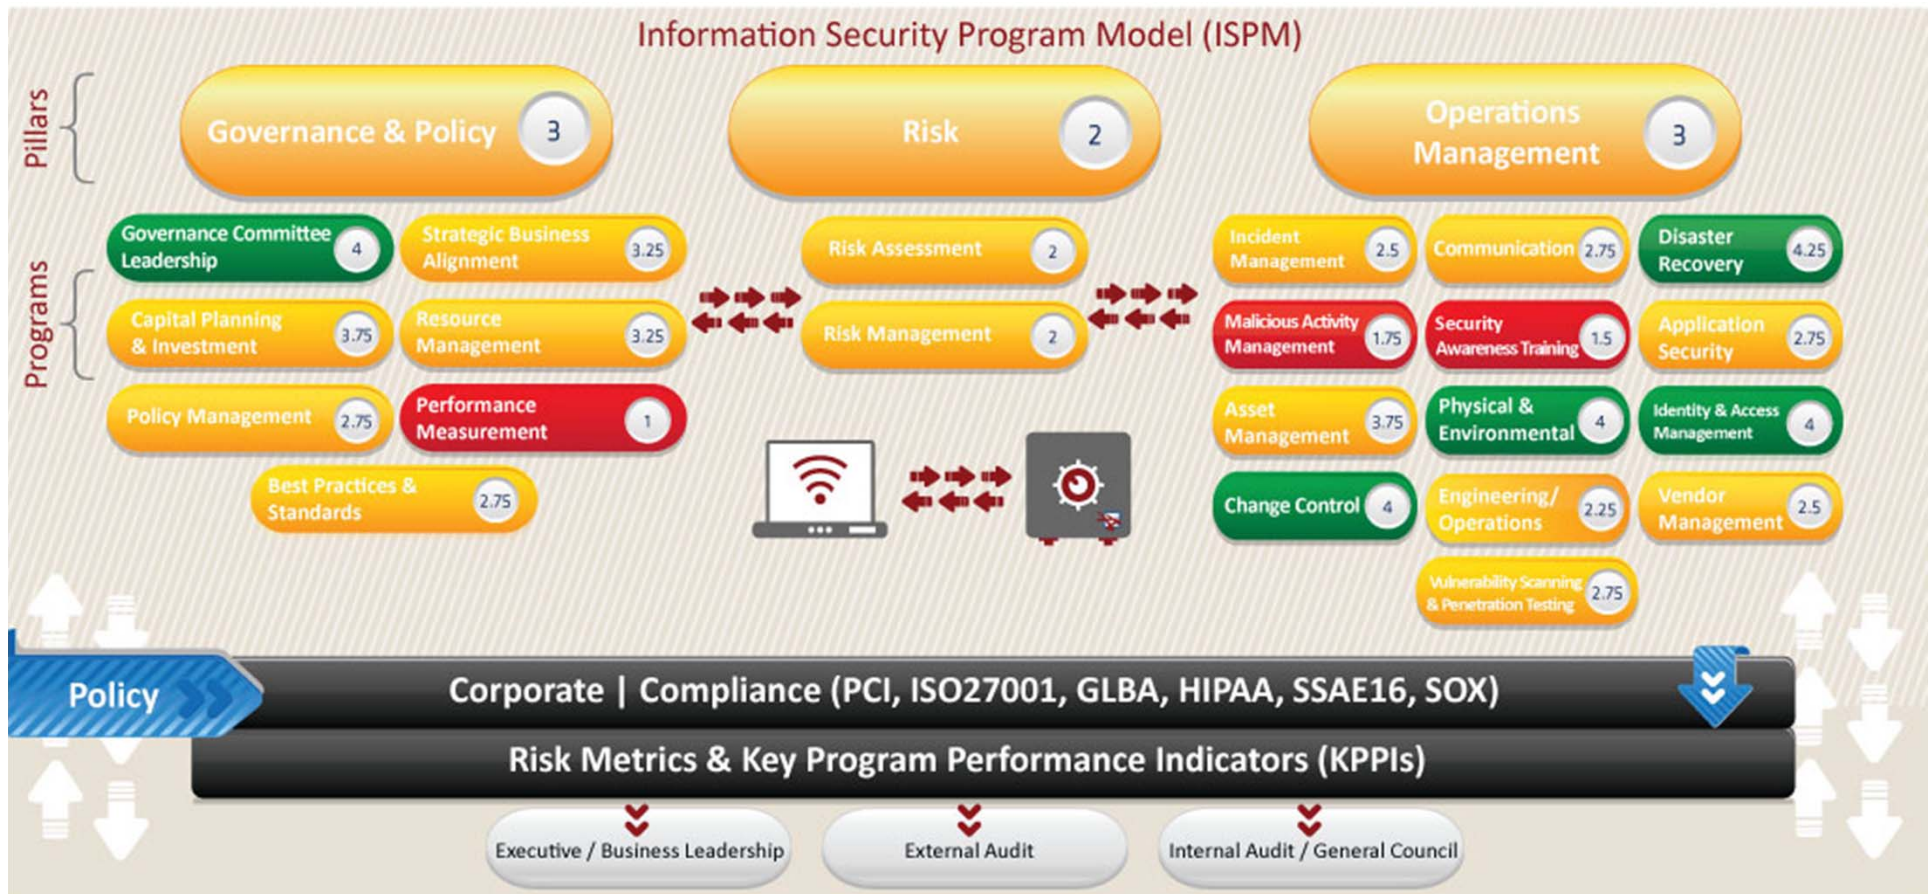 Information Security Program Model (ISPM)
Pillars
Governance & Policy
3
Risk
2
Operations
Management
3
Programs
Governance Committee
Leadership
4
Strategic Business
Alignment
3.25
Capital Planning
& Investment
3.75
Resource
Management
3.25
Policy Management
2.75
Performance
Measurement
1
Best Practices &
Standards
2.75
Risk Assessment
2
Risk Management
2
Incident
Management
2.5
Communication
2.75
Disaster
Recovery
4.25
Malicious Activity
Management
1.75
Security
Awareness Training
1.5
Application
Security
2.75
Asset
Management
3.75
Physical &
Environmental
4
Identity & Access
Management
4
Change Control
4
Engineering/
Operations
2.25
Vendor
Management
2.5
Vulnerability Scanning
& Penetration Testing
2.75
Policy
Corporate | Compliance (PCI, ISO27001, GLBA, HIPAA, SSAE16, SOX)
Risk Metrics & Key Program Performance Indicators (KPPIs)
Executive / Business Leadership
External Audit
Internal Audit / General Council